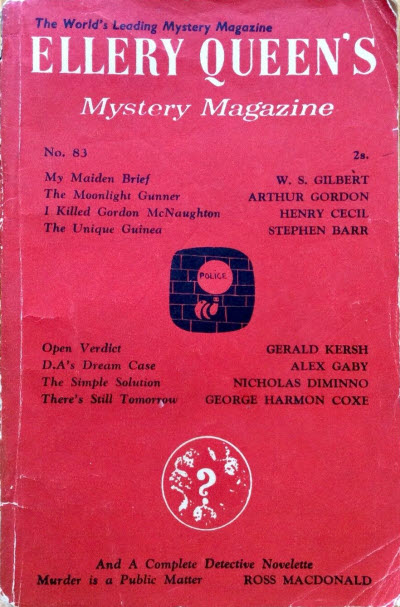 The World's Leading Mystery Magazine
ELLERY QUEEN'S
Mystery Magazine
No. 83 2s.
My Maiden Brief W. S. GILBERT
The Moonlight Gunner ARTHUR GORDON
I Killed Gordon McNaughton HENRY CECIL
The Unique Guinea STEPHEN BARR
POLICE
Open Verdict GERALD KERSH
D.A's Dream Case ALEX GABY
The Simple Solution NICHOLAS DIMINNO
There's Still Tomorrow GEORGE HARMON COXE
?
And A Complete Detective Novelette
Murder is a Public Matter ROSS MACDONALD